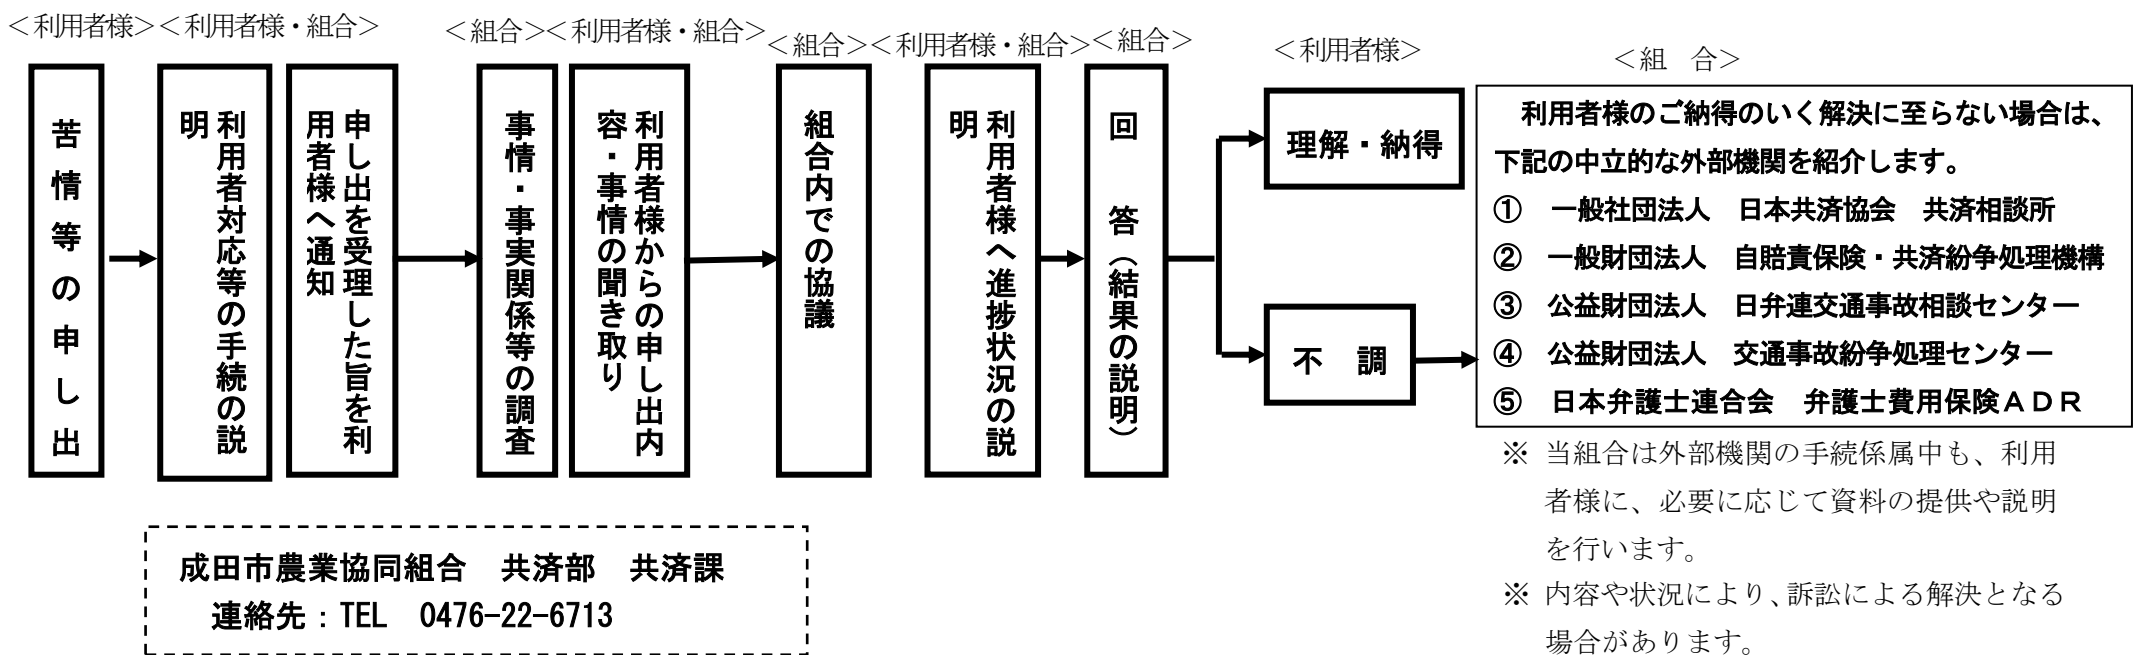 ＜利用者様＞
＜利用者様・組合＞
＜組合＞
＜利用者様・組合＞
＜組合＞
＜利用者様・組合＞
＜組合＞
＜利用者様＞
＜組　合＞
苦情等の申し出
利用者対応等の手続の説
明
申し出を受理した旨を利
用者様へ通知
事情・事実関係等の調査
利用者様からの申し出内
容・事情の聞き取り
組合内での協議
利用者様へ進捗状況の説
明
回　答（結果の説明）
理解・納得
不　調
利用者様のご納得のいく解決に至らない場合は、
下記の中立的な外部機関を紹介します。
①　一般社団法人　日本共済協会　共済相談所
②　一般財団法人　自賠責保険・共済紛争処理機構
③　公益財団法人　日弁連交通事故相談センター
④　公益財団法人　交通事故紛争処理センター
⑤　日本弁護士連合会　弁護士費用保険ＡＤＲ
※ 当組合は外部機関の手続係属中も、利用
者様に、必要に応じて資料の提供や説明
を行います。
※ 内容や状況により、訴訟による解決となる
場合があります。
成田市農業協同組合　共済部　共済課
連絡先：TEL　0476-22-6713